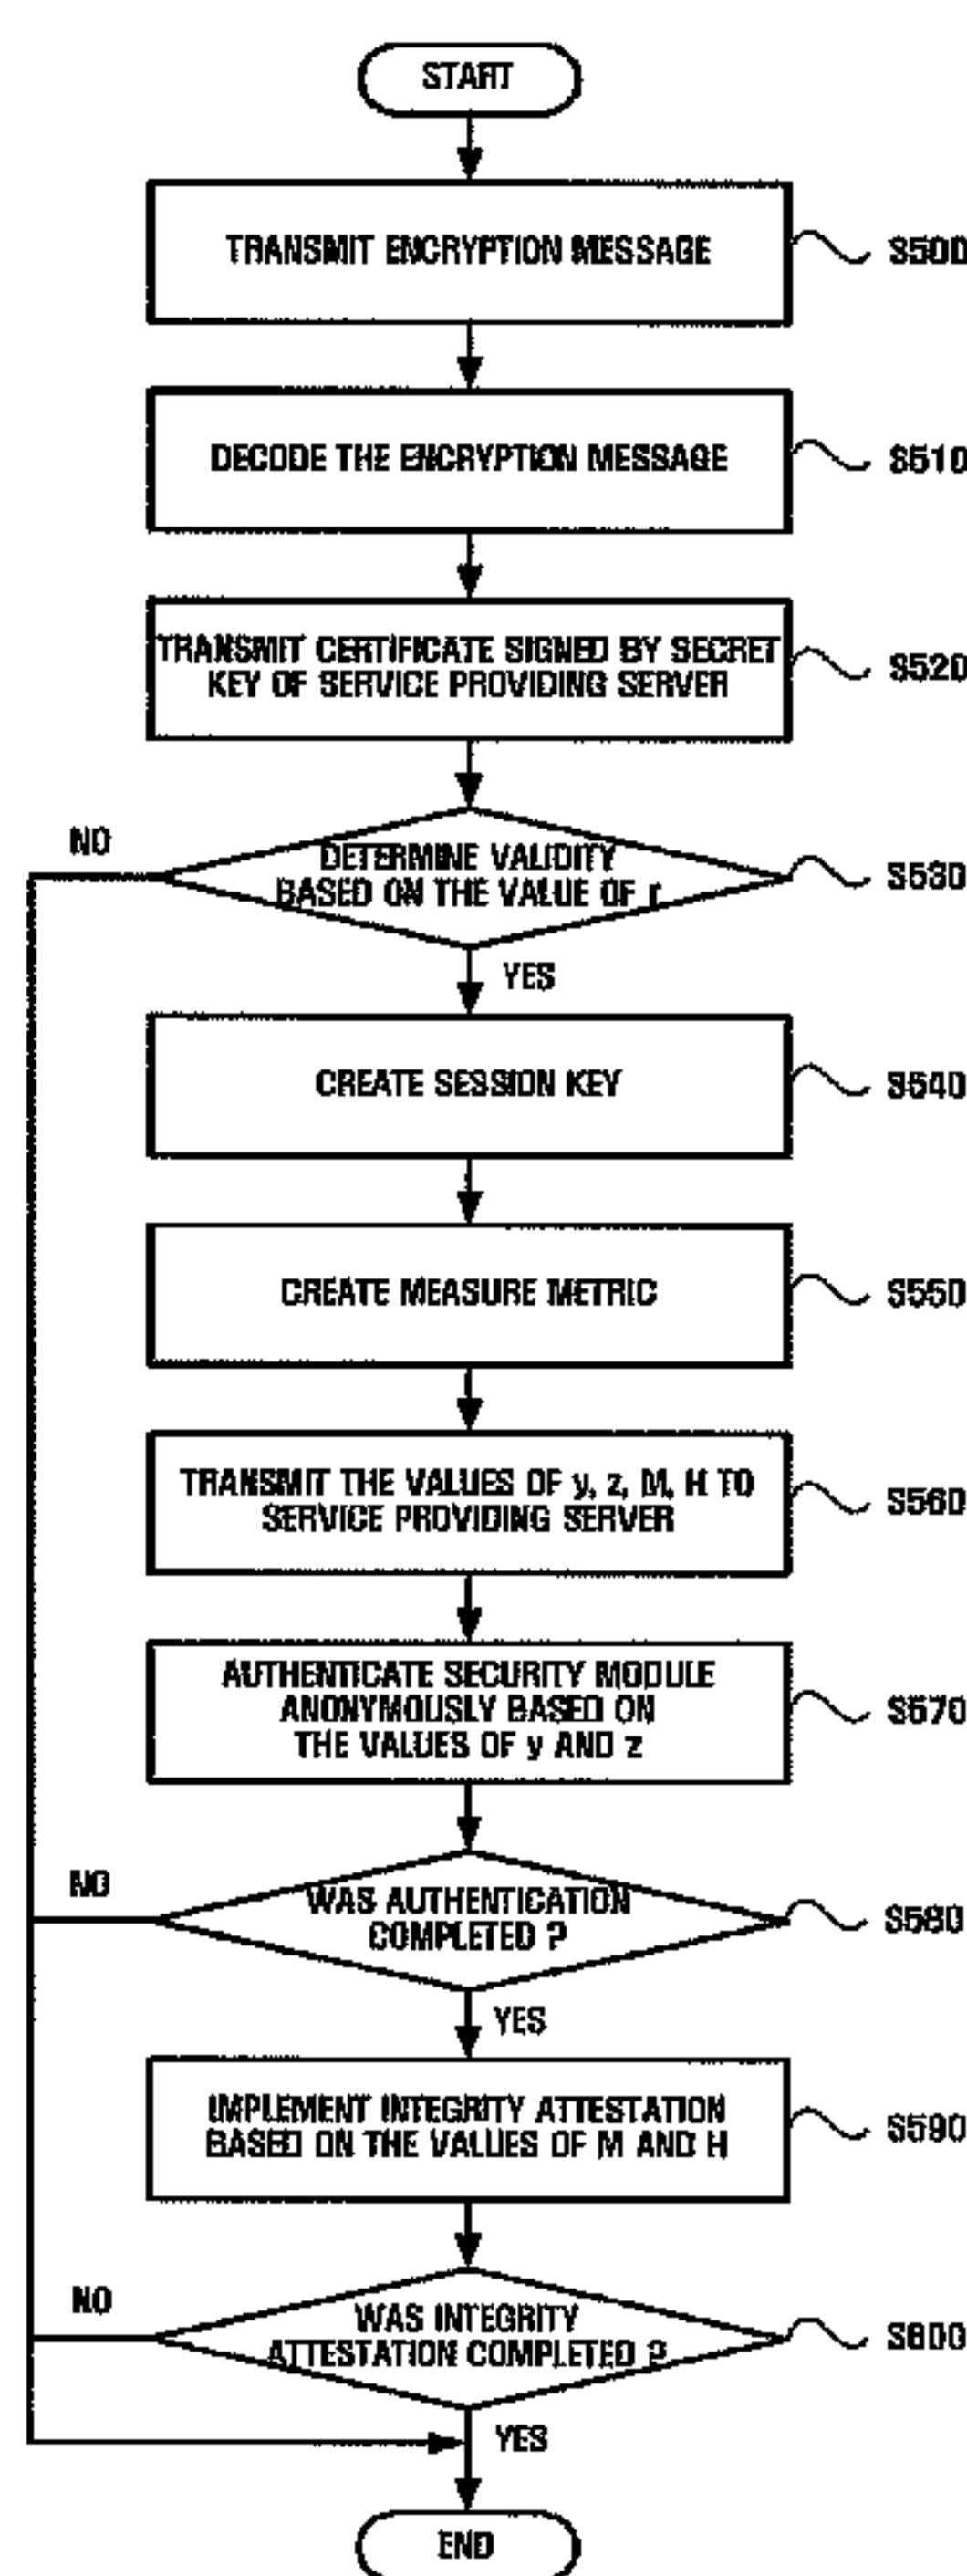 START
TRANSMIT ENCRYPTION MESSAGE
S500
DECODE THE ENCRYPTION MESSAGE
S510
TRANSMIT CERTIFICATE SIGNED BY SECRET
KEY OF SERVICE PROVIDING SERVER
S520
NO
DETERMINE VALIDITY
BASED ON THE VALUE OF r
S530
YES
CREATE SESSION KEY
S540
CREATE MEASURE METRIC
S550
TRANSMIT THE VALUES OF y, z, M, H TO
SERVICE PROVIDING SERVER
S560
AUTHENTICATE SECURITY MODULE
ANONYMOUSLY BASED ON
THE VALUES OF y AND z
S570
NO
WAS AUTHENTICATION
COMPLETED ?
S580
YES
IMPLEMENT INTEGRITY ATTESTATION
BASED ON THE VALUES OF M AND H
S590
NO
WAS INTEGRITY
ATTESTATION COMPLETED ?
S600
YES
END